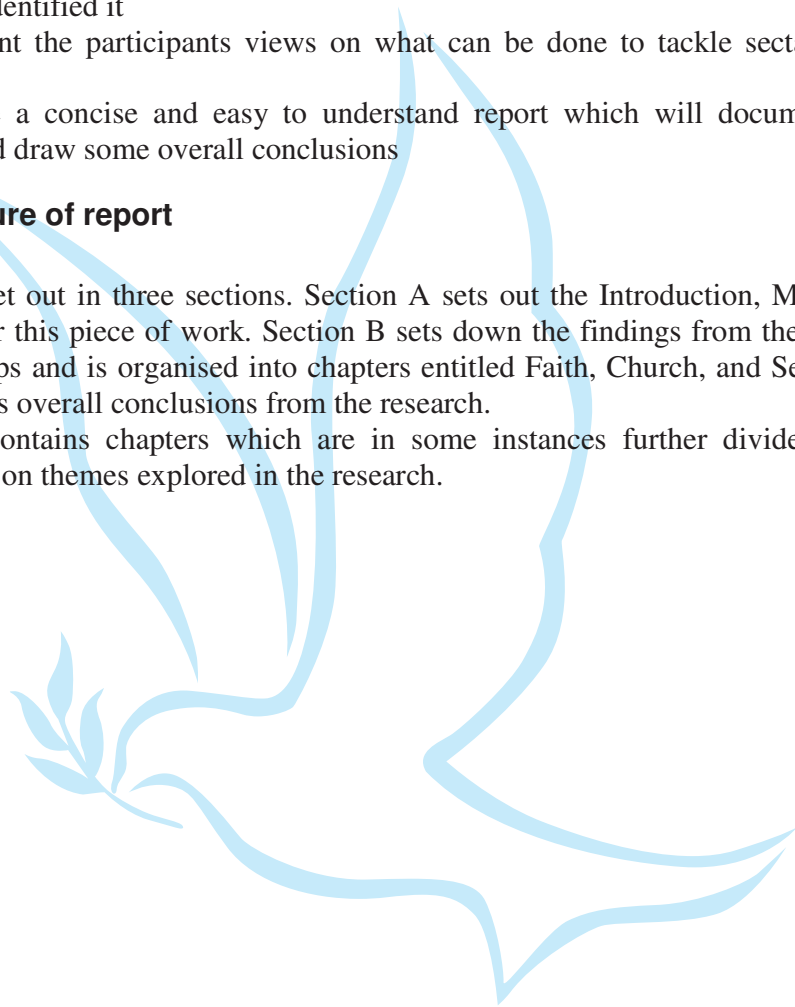 dentified it
nt the participants views on what can be done to tackle secta
a concise and easy to understand report which will docum
d draw some overall conclusions
ure of report
et out in three sections. Section A sets out the Introduction, M
r this piece of work. Section B sets down the findings from the
ps and is organised into chapters entitled Faith, Church, and Se
s overall conclusions from the research.
ontains chapters which are in some instances further divide
on themes explored in the research.